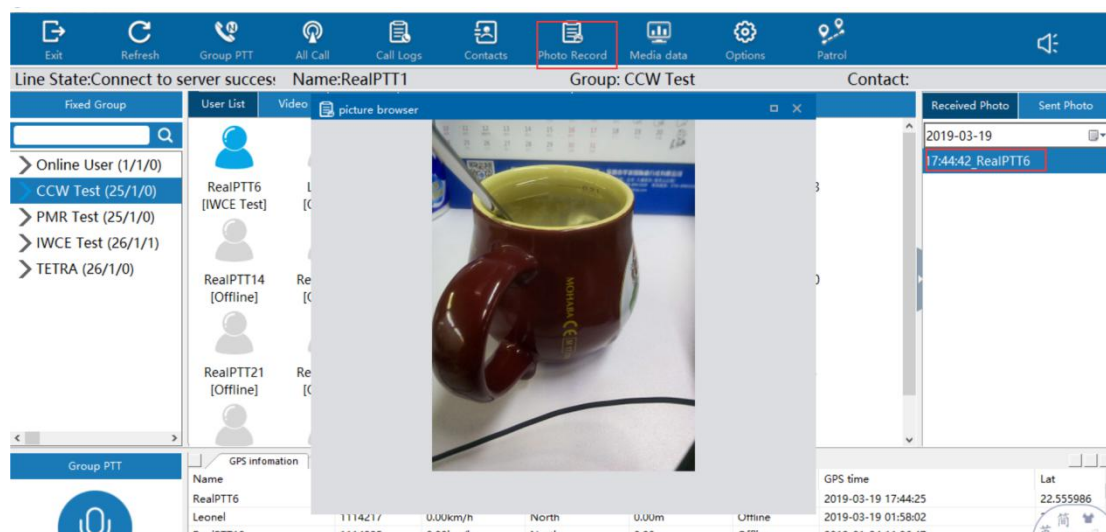 Exit
Refresh
Group PTT
All Call
Call Logs
Contacts
Photo Record
Media data
Options
Patrol
Line State:Connect to server success
Name:RealPTT1
Group: CCW Test
Contact:
Fixed Group
Online User (1/1/0)
CCW Test (25/1/0)
PMR Test (25/1/0)
IWCE Test (26/1/1)
TETRA (26/1/0)
User List
Video
picture browser
RealPTT6
[IWCE Test]
RealPTT14
[Offline]
RealPTT21
[Offline]
MOHABA
Received Photo
Sent Photo
2019-03-19
17:44:42_RealPTT6
Group PTT
GPS infomation
Name
GPS time
Lat
RealPTT6
2019-03-19 17:44:25
22.555986
Leonel
1114217
0.00km/h
North
0.00m
Offline
2019-03-19 01:58:02
简